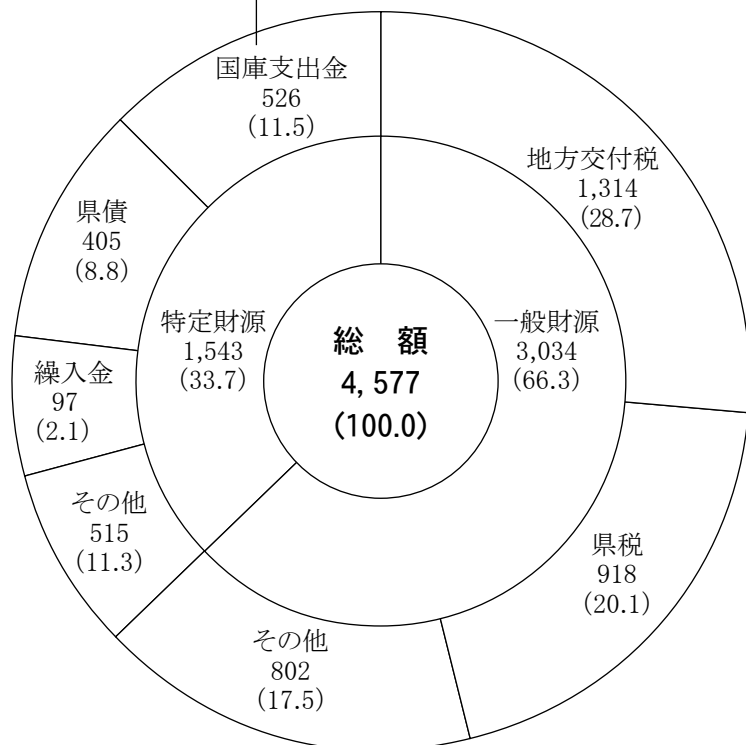 国庫支出金
526
(11.5)
地方交付税
1,314
(28.7)
県債
405
(8.8)
特定財源
1,543
(33.7)
総　額
4,577
(100.0)
一般財源
3,034
(66.3)
繰入金
97
(2.1)
その他
515
(11.3)
県税
918
(20.1)
その他
802
(17.5)